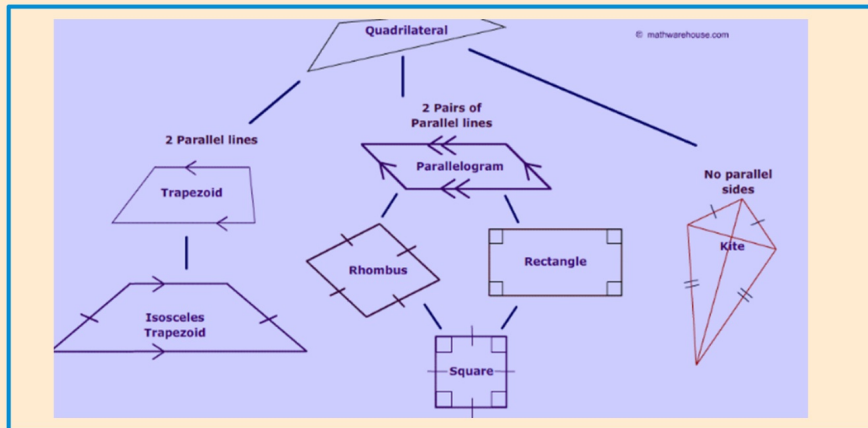 Quadrilateral
© mathwarehouse.com
2 Parallel lines
2 Pairs of
Parallel lines
No parallel
sides
Trapezoid
Parallelogram
Kite
Rhombus
Rectangle
Isosceles
Trapezoid
Square